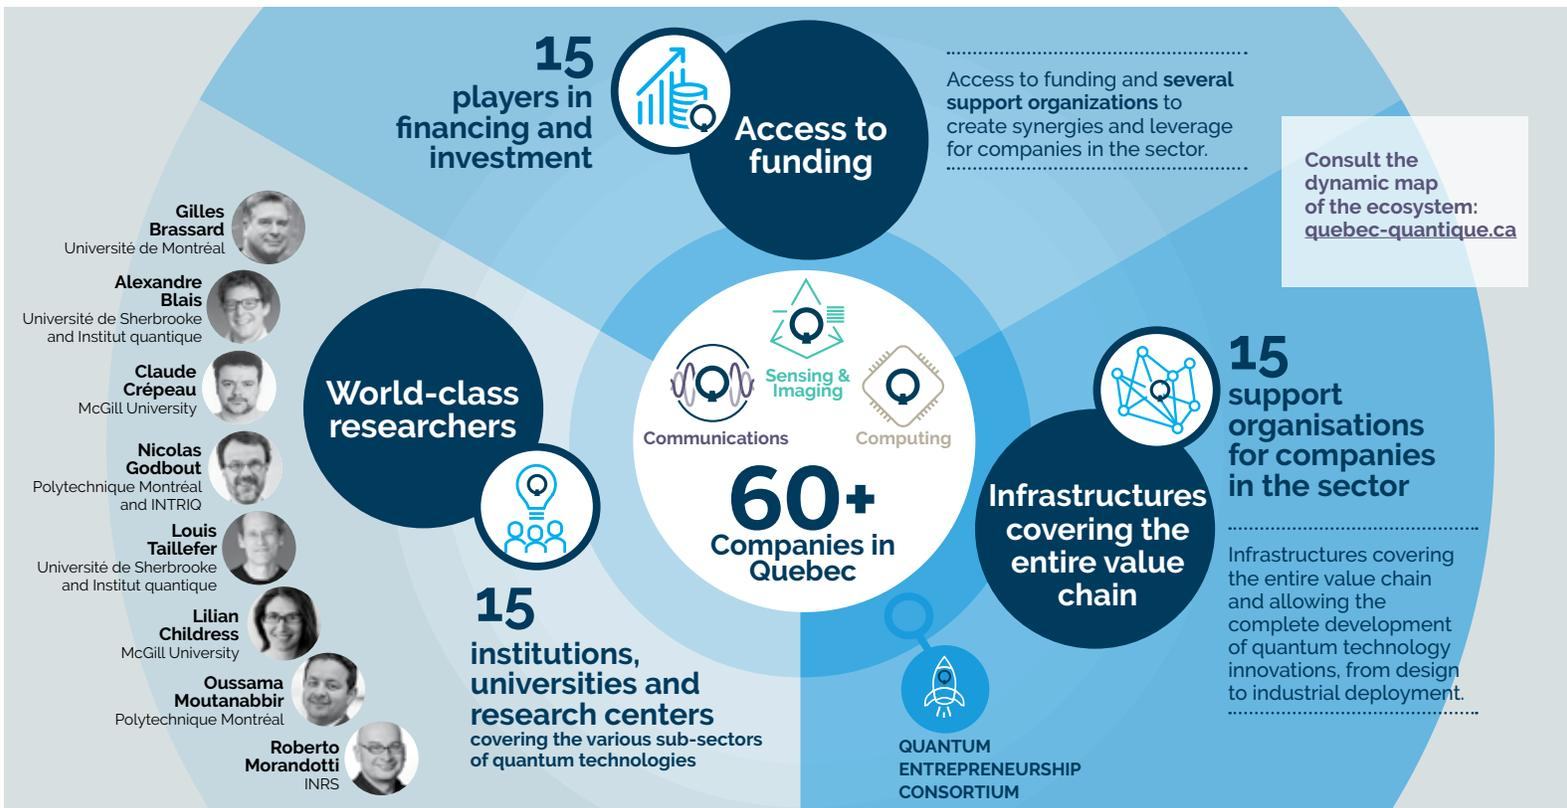 15
players in
financing and
investment
Access to
funding
Access to funding and several
support organizations to
create synergies and leverage
for companies in the sector.
Consult the
dynamic map
of the ecosystem:
quebec-quantique.ca
Gilles
Brassard
Université de Montréal
Alexandre
Blais
Université de Sherbrooke
and Institut quantique
Claude
Crépeau
McGill University
Nicolas
Godbout
Polytechnique Montréal
and INTRIQ
Louis
Taillefer
Université de Sherbrooke
and Institut quantique
Lilian
Childress
McGill University
Oussama
Moutanabbir
Polytechnique Montréal
Roberto
Morandotti
INRS
World-class
researchers
15
institutions,
universities and
research centers
covering the various sub-sectors
of quantum technologies
Communications
Sensing &
Imaging
Computing
60+
Companies in
Quebec
Infrastructures
covering the
entire value
chain
15
support
organisations
for companies
in the sector
Infrastructures covering
the entire value chain
and allowing the
complete development
of quantum technology
innovations, from design
to industrial deployment.
QUANTUM
ENTREPRENEURSHIP
CONSORTIUM